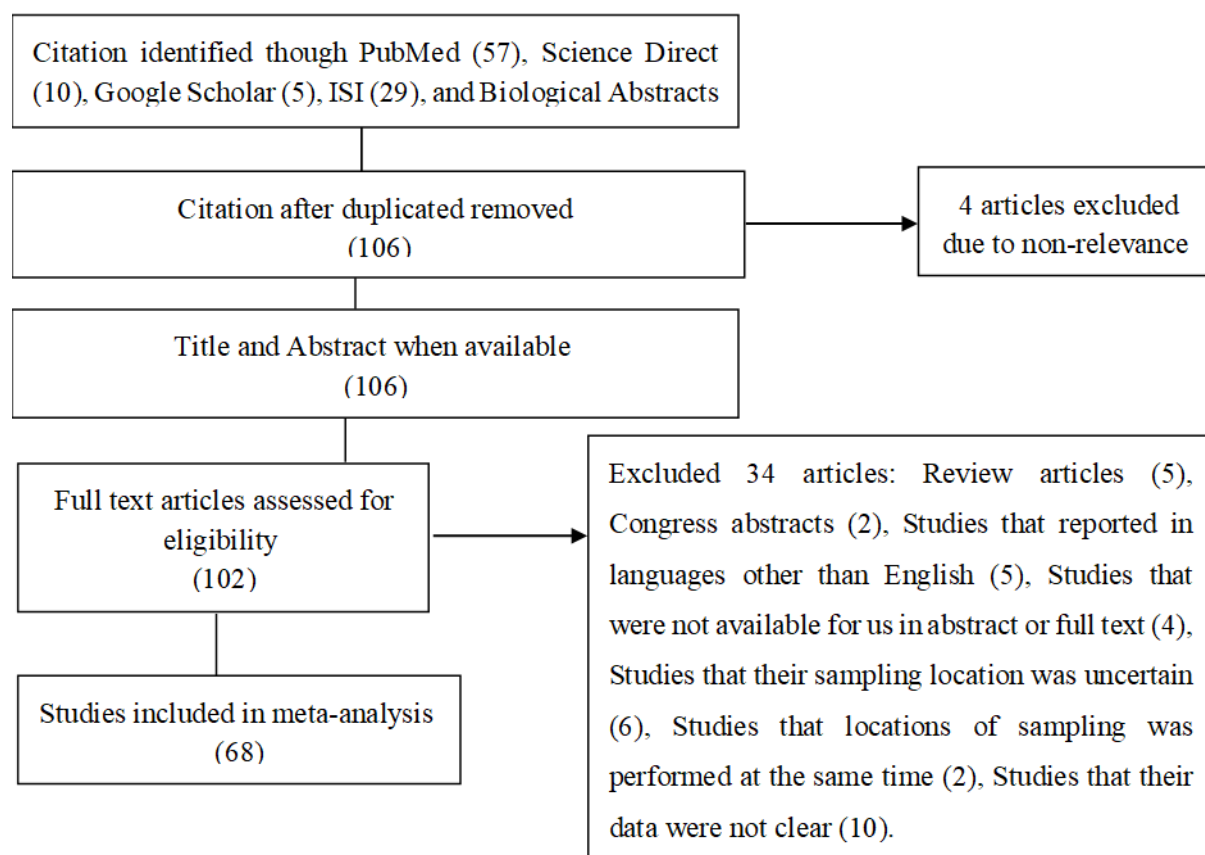 Citation identified though PubMed (57), Science Direct
(10), Google Scholar (5), ISI (29), and Biological Abstracts
Citation after duplicated removed
(106)
4 articles excluded
due to non-relevance
Title and Abstract when available
(106)
Full text articles assessed for
eligibility
(102)
Excluded 34 articles: Review articles (5),
Congress abstracts (2), Studies that reported in
languages other than English (5), Studies that
were not available for us in abstract or full text (4),
Studies that their sampling location was uncertain
(6), Studies that locations of sampling was
performed at the same time (2), Studies that their
data were not clear (10).
Studies included in meta-analysis
(68)